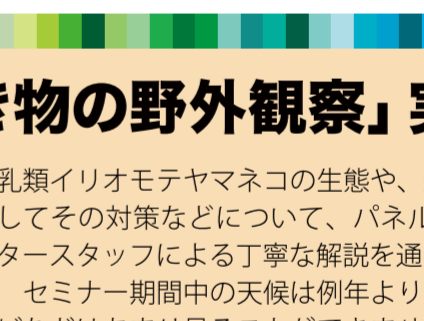 物の野外観察」
乳類イリオモテヤマネコの生態や、
してその対策などについて、パネル
タースタッフによる丁寧な解説を通
セミナー期間中の天候は例年より